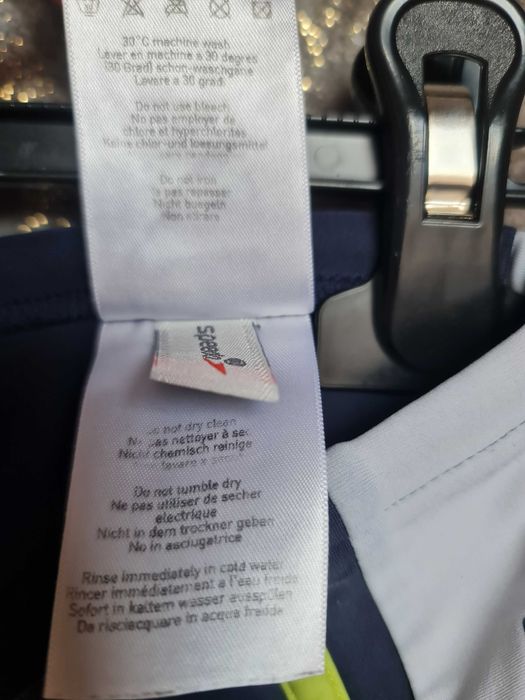 30°C machine wash
Laver en machine a 30 degres
(30 Grad) schon-waschgang
Lavare a 30 grad.
Do not use bleach
No pas employer de
chlore et hyperchlorites
Keine chlor-und loesungsmittel
Do not iron
pas repasser
Nicht buegeln
Non stirare
speedo
not dry clean
pas nettoyer à sec
Nicht chemisch reinige
Do not tumble dry
Ne pas utiliser de secher
electrique
Nicht in dem trockner geben
No in asciugatrice
Rinse immediately in cold water
Rincer immédiatement a l'eau froide
Sofort in kaltem wasser ausspülen
Da risciacquare in acqua fredda